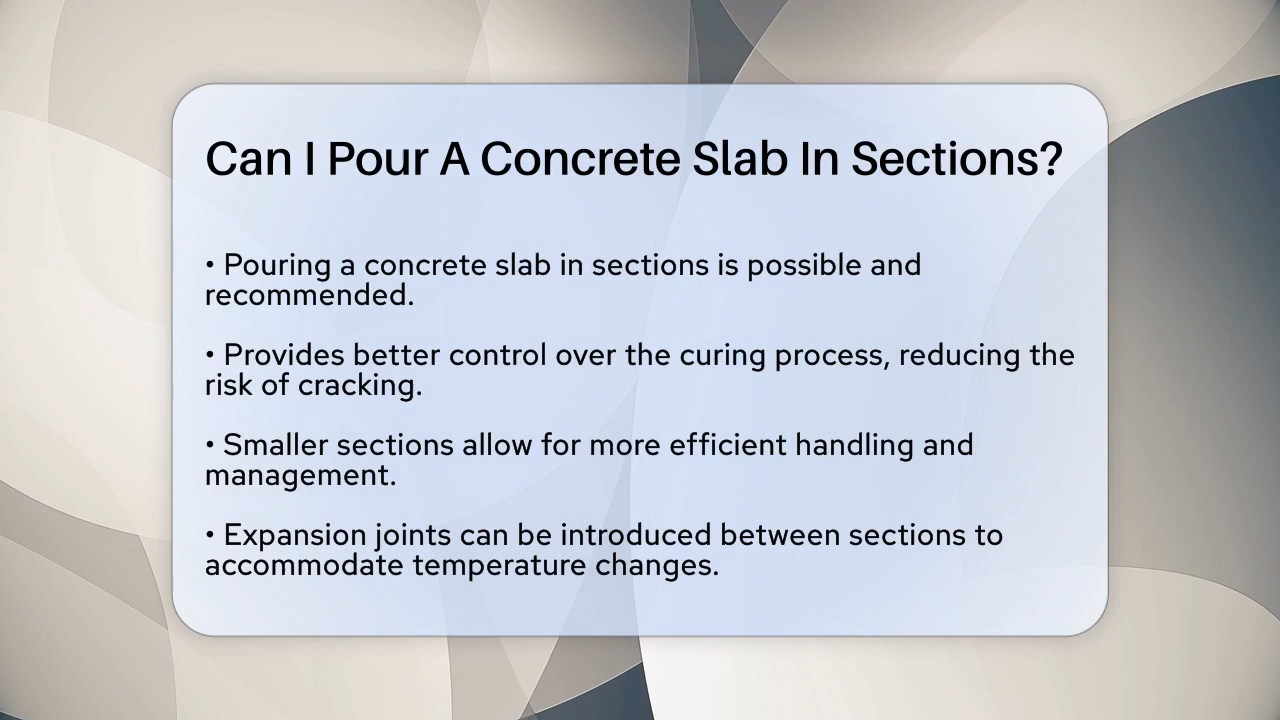 Can I Pour A Concrete Slab In Sections?
• Pouring a concrete slab in sections is possible and
recommended.
• Provides better control over the curing process, reducing the
risk of cracking.
• Smaller sections allow for more efficient handling and
management.
• Expansion joints can be introduced between sections to
accommodate temperature changes.